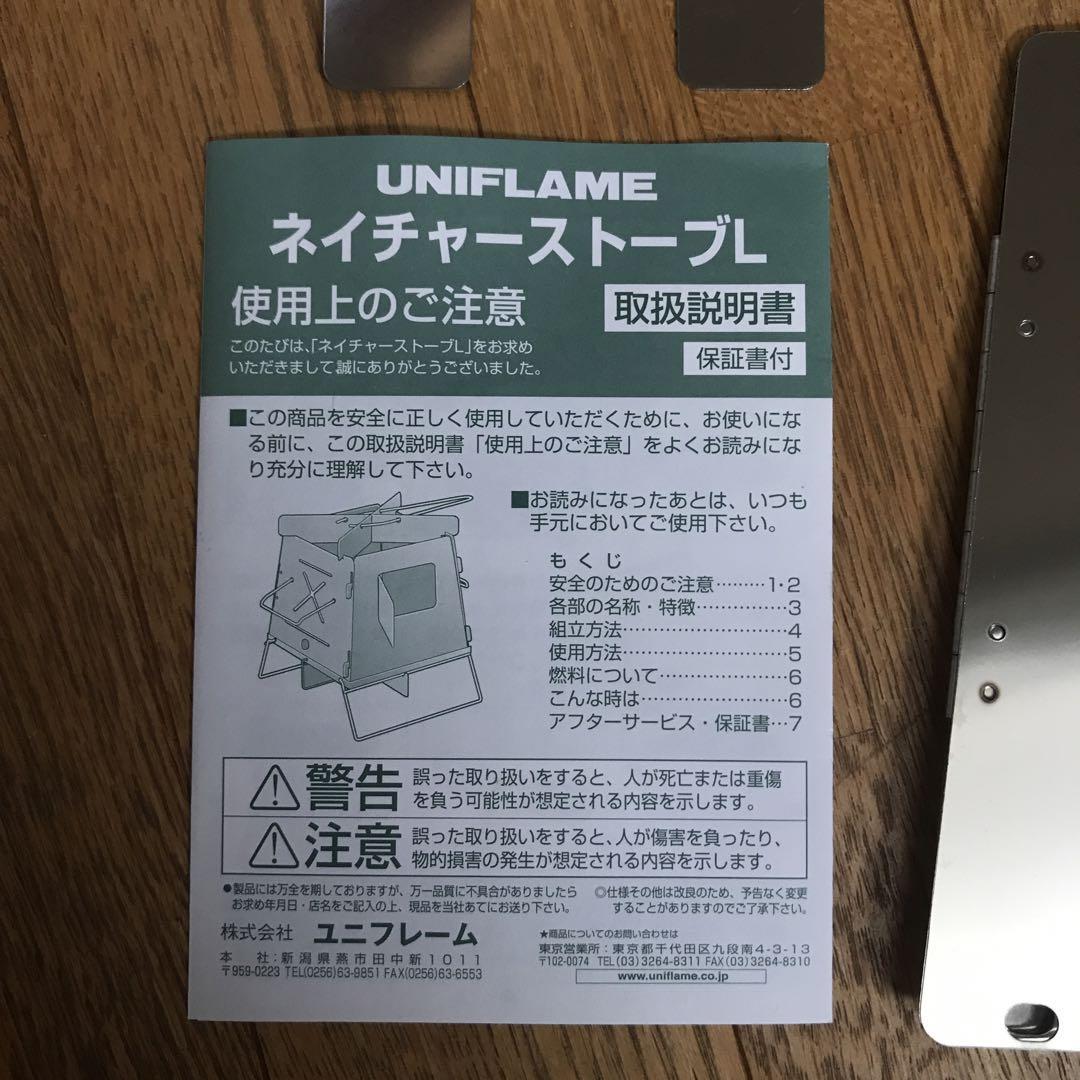 UNIFLAME
ネイチャーストーブL
使用上のご注意
取扱説明書
このたびは、「ネイチャーストーブL」をお求め
いただきまして誠にありがとうございました。
保証書付
■この商品を安全に正しく使用していただくために、お使いにな
る前に、この取扱説明書「使用上のご注意」をよくお読みにな
り充分に理解して下さい。
■お読みになったあとは、いつも
手元においてご使用下さい。
もくじ
安全のためのご注意………1・2
各部の名称・特徴……………3
組立方法………………………4
使用方法………………………5
燃料について…………………6
こんな時は……………………6
アフターサービス・保証書…7
警告
誤った取り扱いをすると、人が死亡または重傷
を負う可能性が想定される内容を示します。
注意
誤った取り扱いをすると、人が傷害を負ったり、
物的損害の発生が想定される内容を示します。
●製品には万全を期しておりますが、万一品質に不具合がありましたら
お求め年月日・店名をご記入の上、現品を当社あてにお送り下さい。
◎仕様その他は改良のため、予告なく変更
することがありますのでご了承下さい。
株式会社 ユニフレーム
本 社:新潟県燕市田中新1011
〒959-0223 TEL(0256)63-9851 FAX(0256)63-6553
★商品についてのお問い合わせは
東京営業所:東京都千代田区九段南4-3-13
〒102-0074 TEL(03)3264-8311 FAX(03)3264-8310
www.uniflame.co.jp